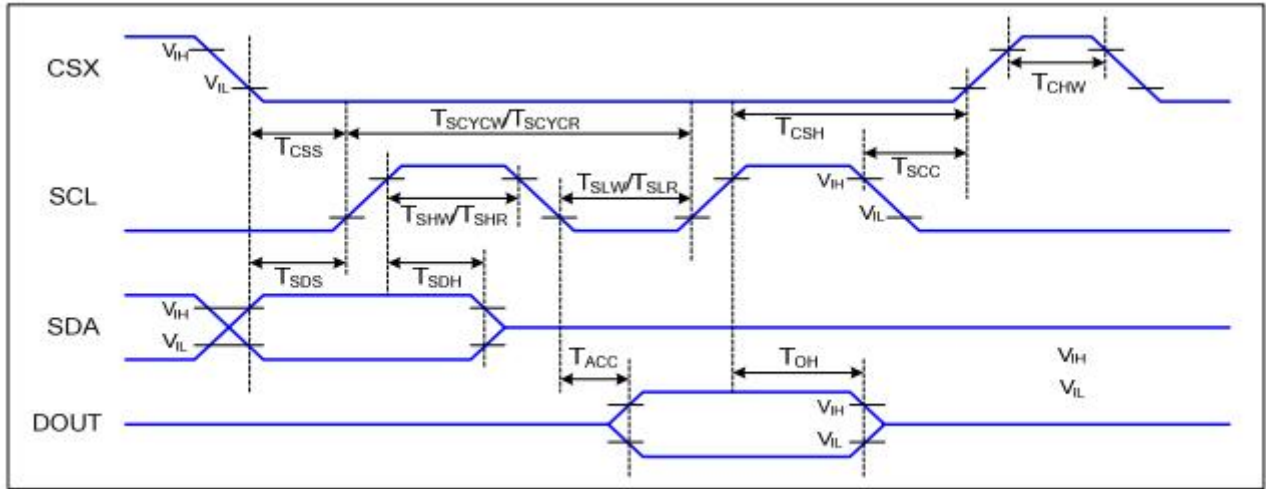 CSX
VIH
VIL
TCHW
TSCYCW/TSCYCR
TCSS
TCSH
TSCC
SCL
TSLW/TSLR
TSHW/TSHR
VIH
VIL
TSDS
TSDH
SDA
VIH
VIL
TACC
TOH
VIH
VIL
DOUT
VIH
VIL